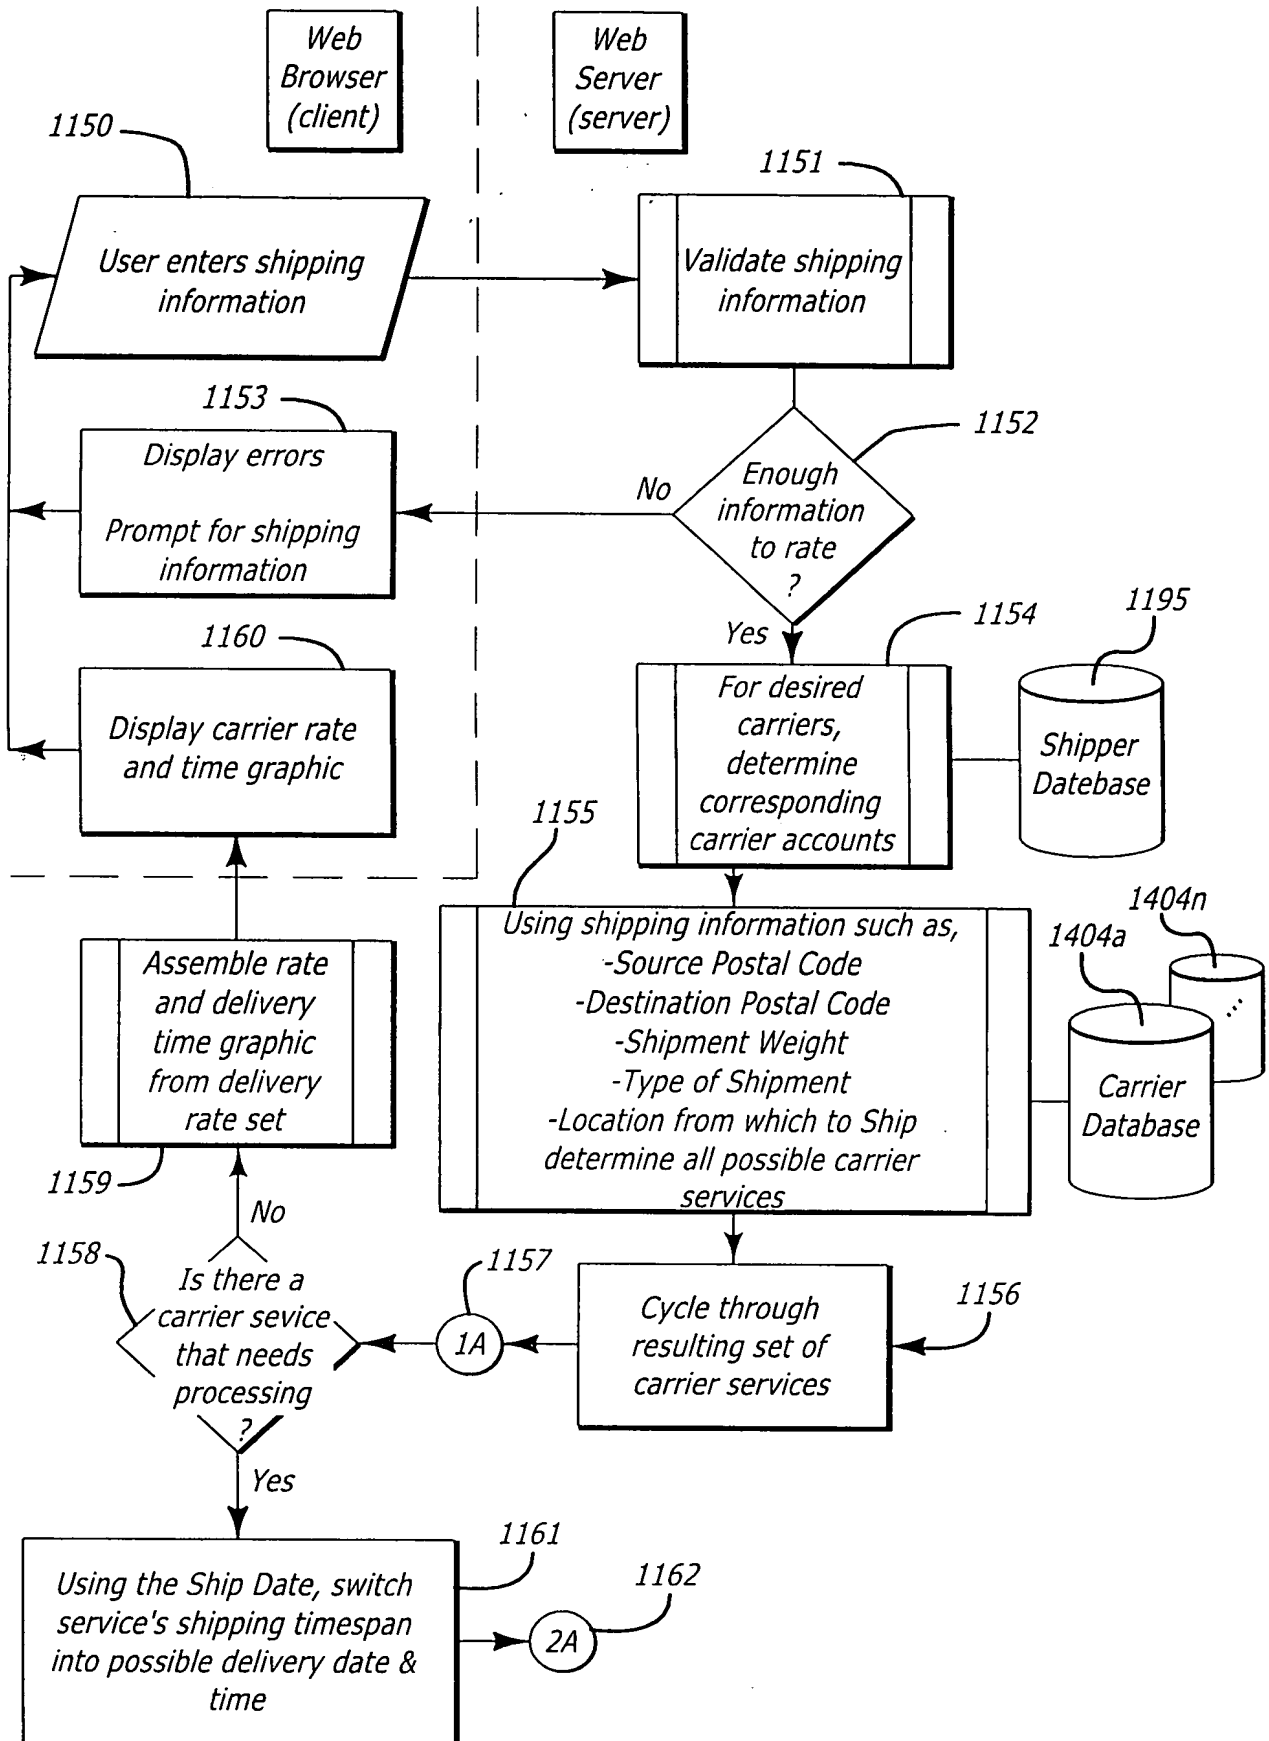 Web
Browser
(client)
Web
Server
(server)
1150
1151
User enters shipping
information
Validate shipping
information
1153
1152
Display errors
Prompt for shipping
information
No
Enough
information
to rate
?
Yes
1160
1154
1195
Display carrier rate
and time graphic
For desired
carriers,
determine
corresponding
carrier accounts
Shipper
Datebase
1155
Using shipping information such as,
-Source Postal Code
-Destination Postal Code
-Shipment Weight
-Type of Shipment
-Location from which to Ship
determine all possible carrier
services
1404n
1404a
Carrier
Database
Assemble rate
and delivery
time graphic
from delivery
rate set
1159
No
1158
Is there a
carrier sevice
that needs
processing
?
1157
1A
Cycle through
resulting set of
carrier services
1156
Yes
1161
Using the Ship Date, switch
service's shipping timespan
into possible delivery date &
time
1162
2A